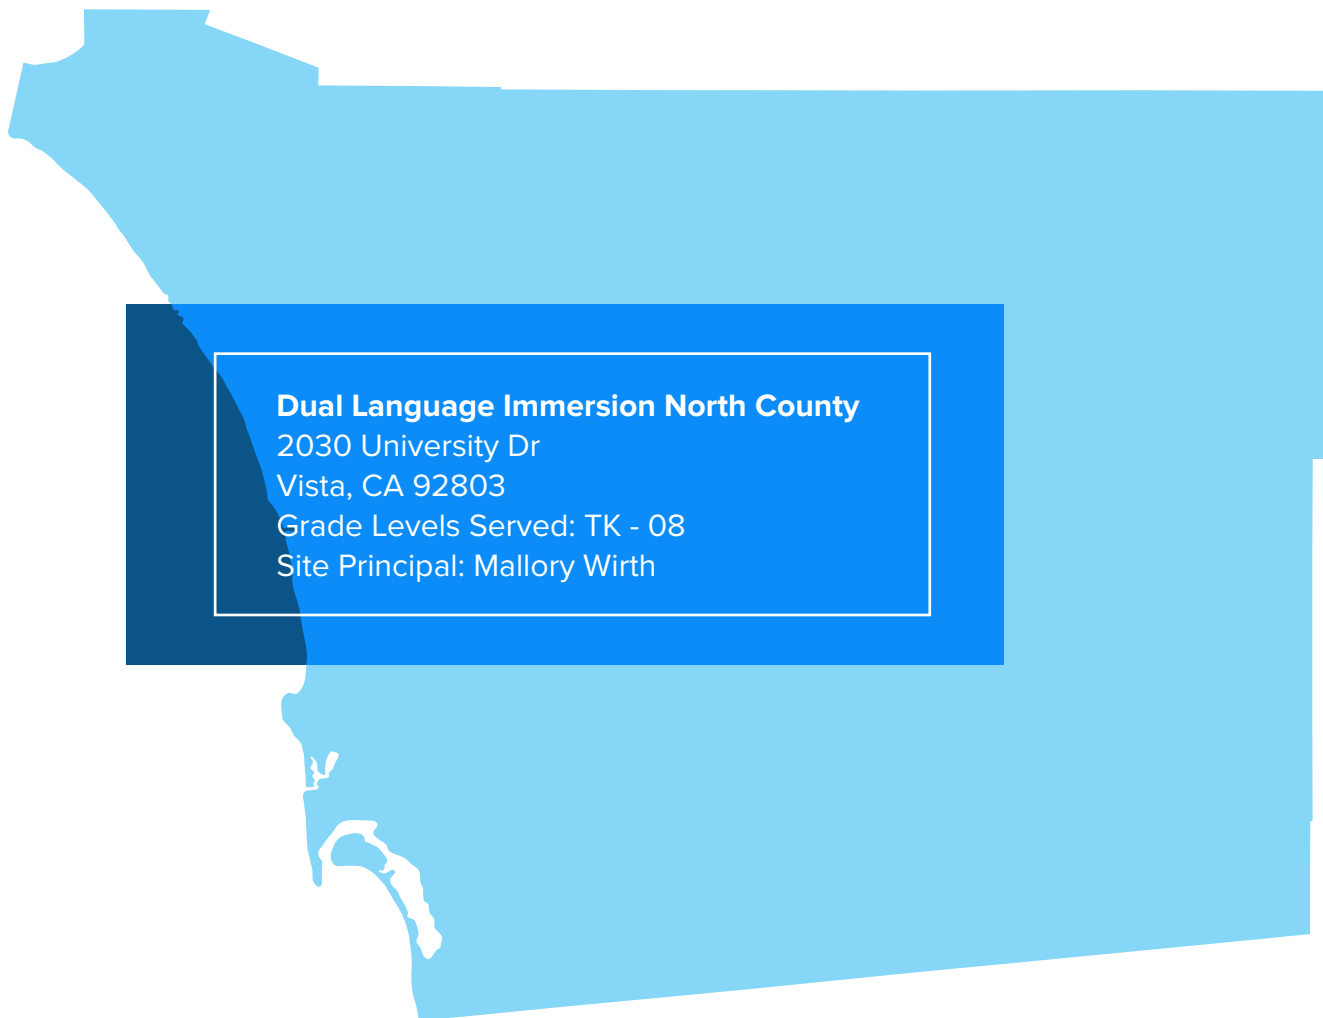 Dual Language Immersion North County
2030 University Dr
Vista, CA 92803
Grade Levels Served: TK - 08
Site Principal: Mallory Wirth